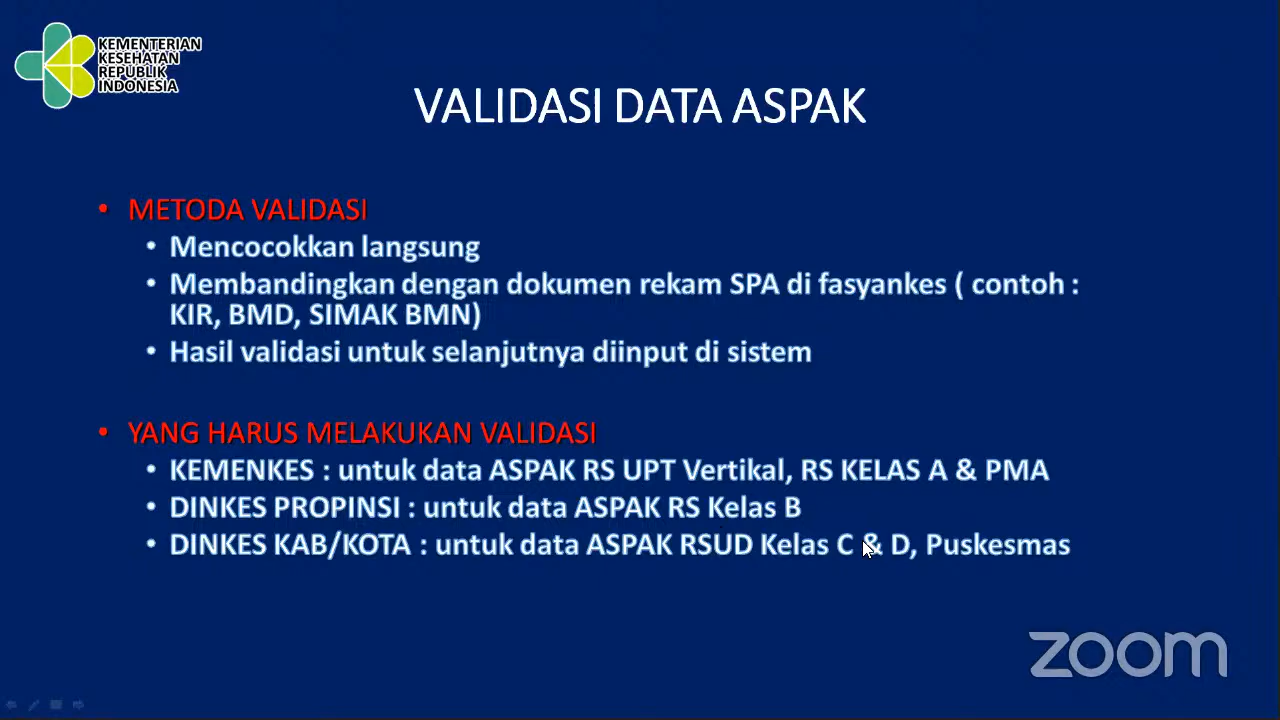 KEMENTERIAN
KESEHATAN
REPUBLIK
INDONESIA
VALIDASI DATA ASPAK
• METODA VALIDASI
• Mencocokkan langsung
• Membandingkan dengan dokumen rekam SPA di fasyankes ( contoh :
KIR, BMD, SIMAK BMN)
• Hasil validasi untuk selanjutnya diinput di sistem
• YANG HARUS MELAKUKAN VALIDASI
• KEMENKES : untuk data ASPAK RS UPT Vertikal, RS KELAS A & PMA
• DINKES PROPINSI : untuk data ASPAK RS Kelas B
• DINKES KAB/KOTA : untuk data ASPAK RSUD Kelas C & D, Puskesmas
zoom